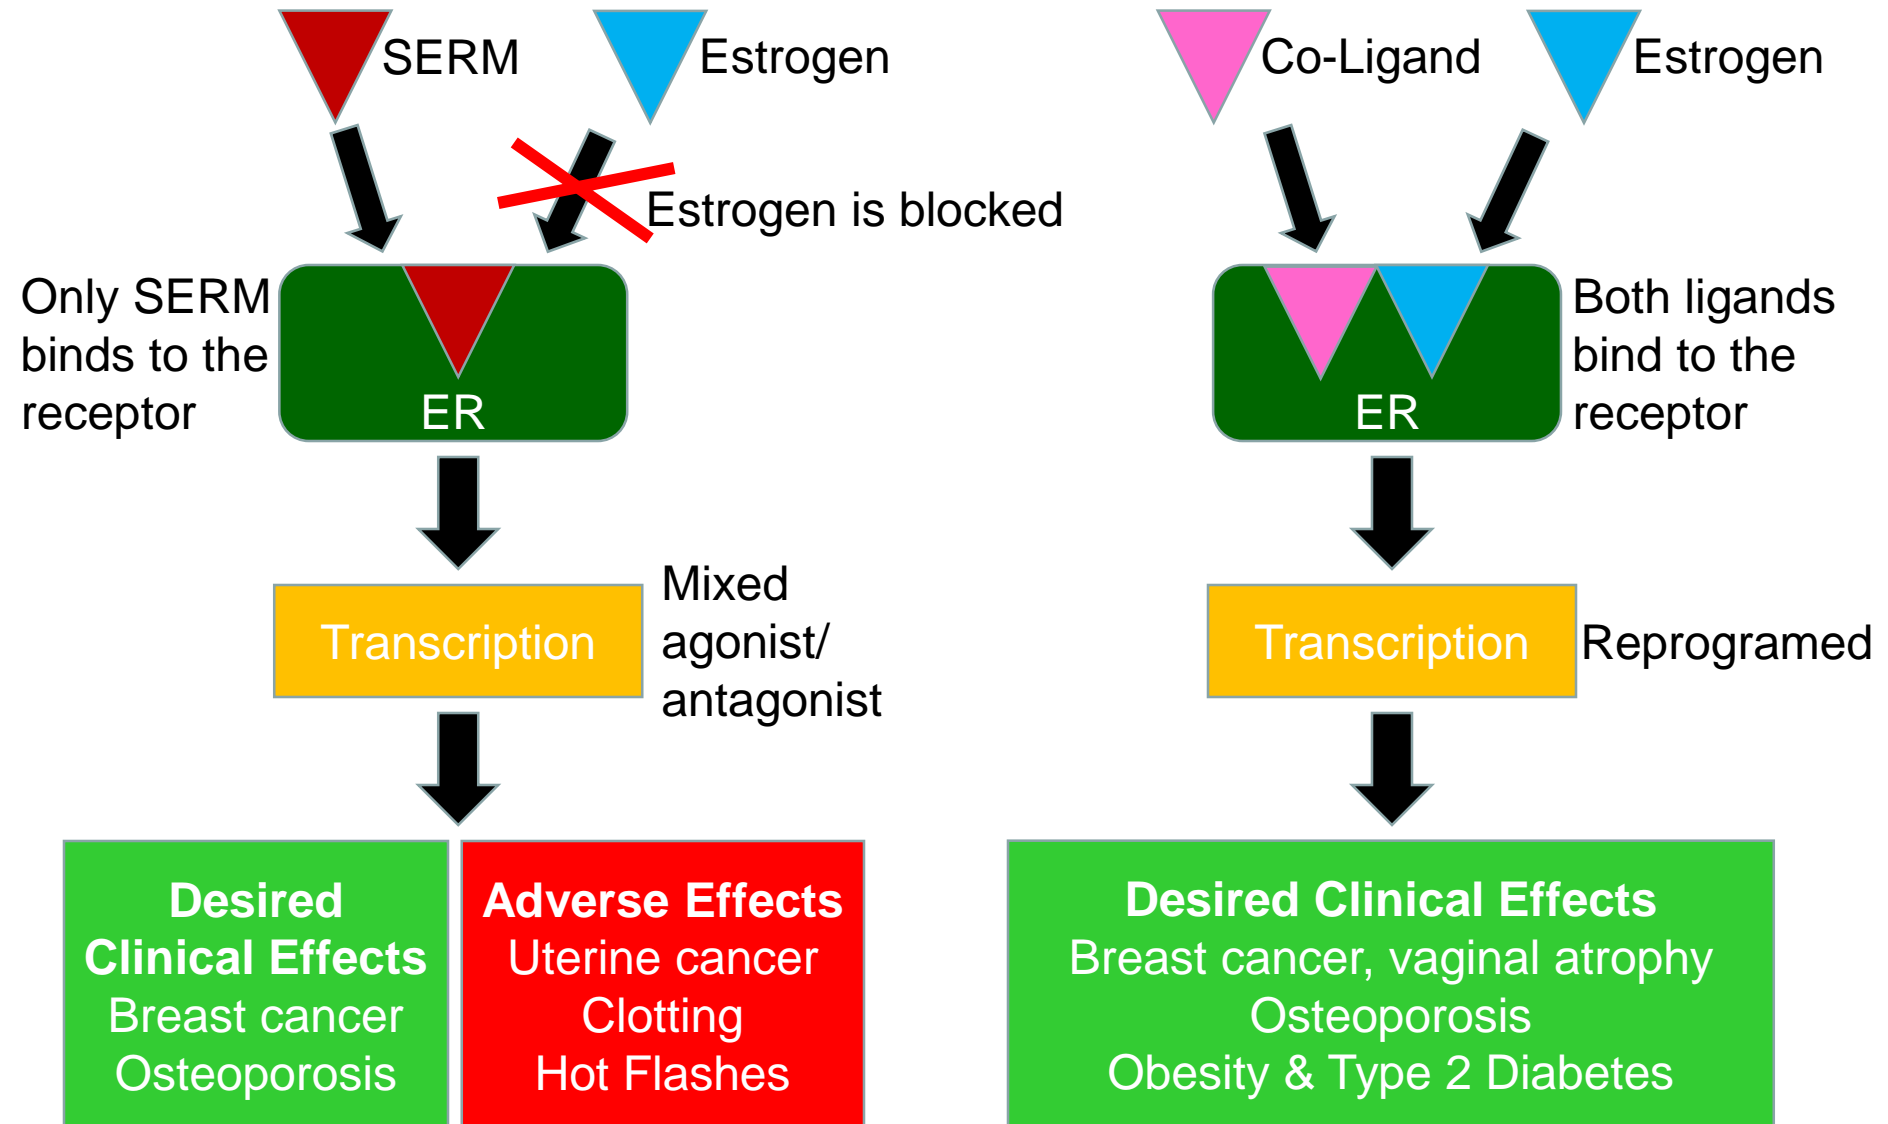 SERM
Estrogen
Estrogen is blocked
Only SERM
binds to the
receptor
ER
Transcription
Mixed
agonist/
antagonist
Desired
Clinical Effects
Breast cancer
Osteoporosis
Adverse Effects
Uterine cancer
Clotting
Hot Flashes
Co-Ligand
Estrogen
Both ligands
bind to the
receptor
ER
Transcription
Reprogramed
Desired Clinical Effects
Breast cancer, vaginal atrophy
Osteoporosis
Obesity & Type 2 Diabetes